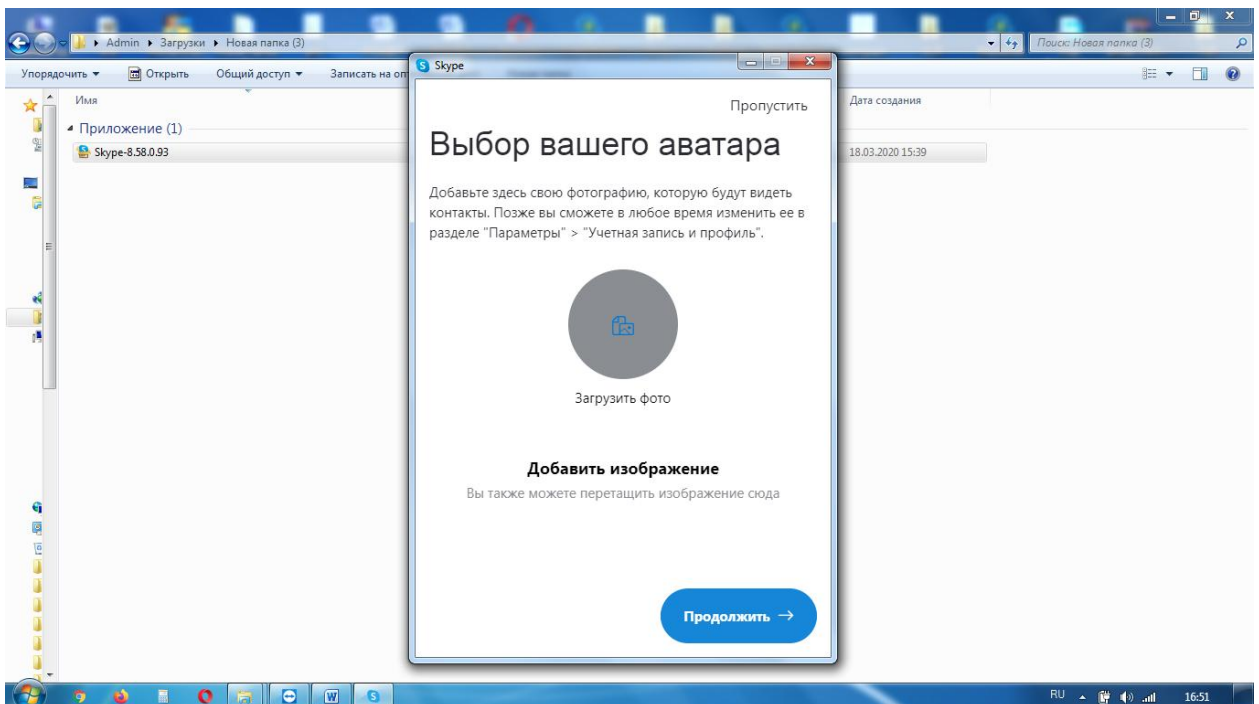 Admin ▸ Загрузки ▸ Новая папка (3)
Поиск: Новая папка (3)
Упорядочить
Открыть
Общий доступ
Записать на оп
Имя
Дата создания
Приложение (1)
Skype-8.58.0.93
18.03.2020 15:39
Skype
Пропустить
Выбор вашего аватара
Добавьте здесь свою фотографию, которую будут видеть
контакты. Позже вы сможете в любое время изменить ее в
разделе "Параметры" > "Учетная запись и профиль".
Загрузить фото
Добавить изображение
Вы также можете перетащить изображение сюда
Продолжить →
RU
16:51